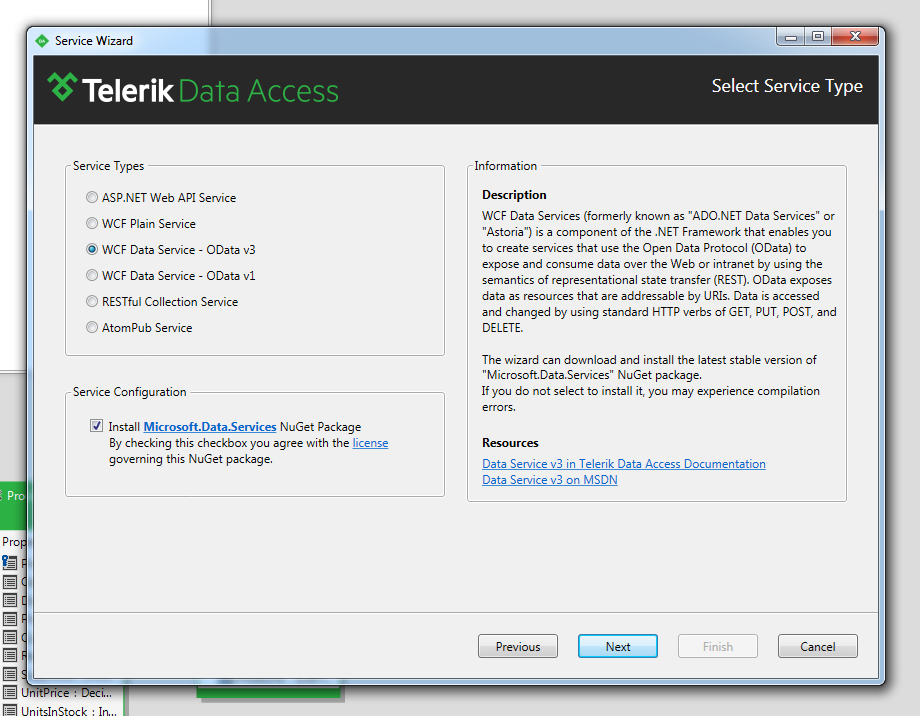 Service Wizard
Telerik Data Access
Select Service Type
Service Types
ASP.NET Web API Service
WCF Plain Service
WCF Data Service - OData v3
WCF Data Service - OData v1
RESTful Collection Service
AtomPub Service
Service Configuration
Install Microsoft.Data.Services NuGet Package
By checking this checkbox you agree with the license
governing this NuGet package.
Information
Description
WCF Data Services (formerly known as "ADO.NET Data Services" or
"Astoria") is a component of the .NET Framework that enables you
to create services that use the Open Data Protocol (OData) to
expose and consume data over the Web or intranet by using the
semantics of representational state transfer (REST). OData exposes
data as resources that are addressable by URIs. Data is accessed
and changed by using standard HTTP verbs of GET, PUT, POST, and
DELETE.
The wizard can download and install the latest stable version of
"Microsoft.Data.Services" NuGet package.
If you do not select to install it, you may experience compilation
errors.
Resources
Data Service v3 in Telerik Data Access Documentation
Data Service v3 on MSDN
Previous
Next
Finish
Cancel
Pro
Prop
UnitPrice : Deci...
UnitsInStock : In...